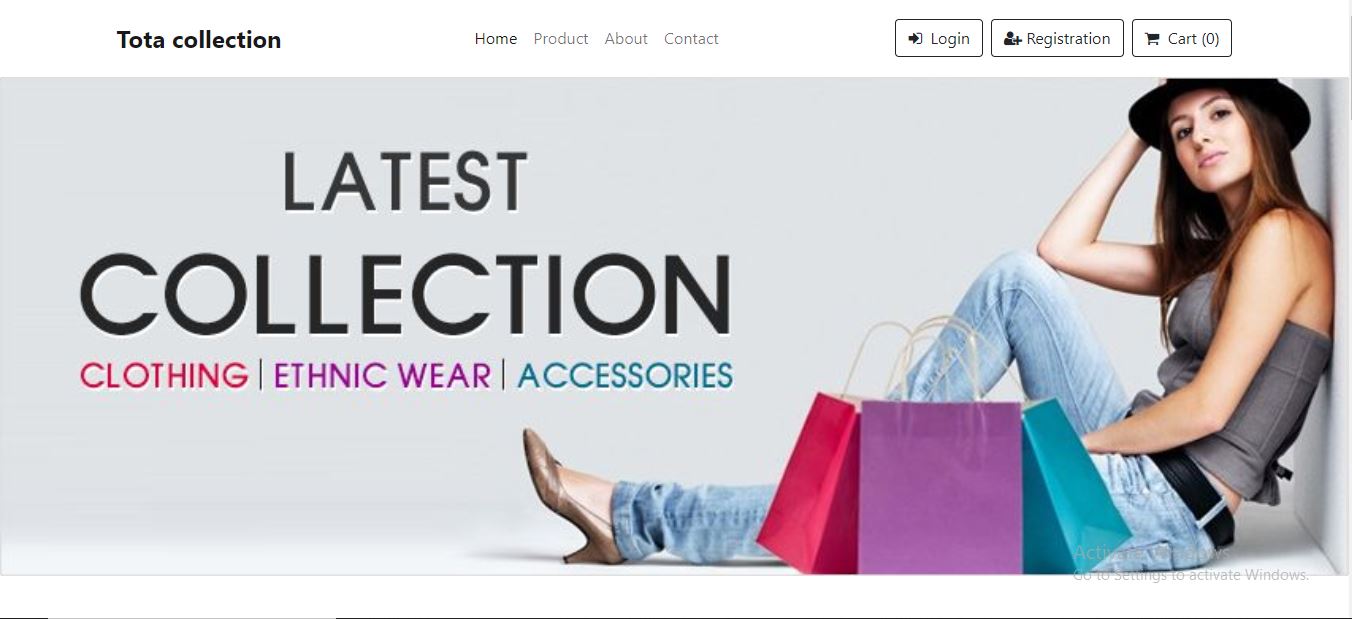 Tota collection Home Product About Contact Login Registration Cart (0)
LATEST
COLLECTION
CLOTHING | ETHNIC WEAR | ACCESSORIES
Activate Windows
Go to Settings to activate Windows.